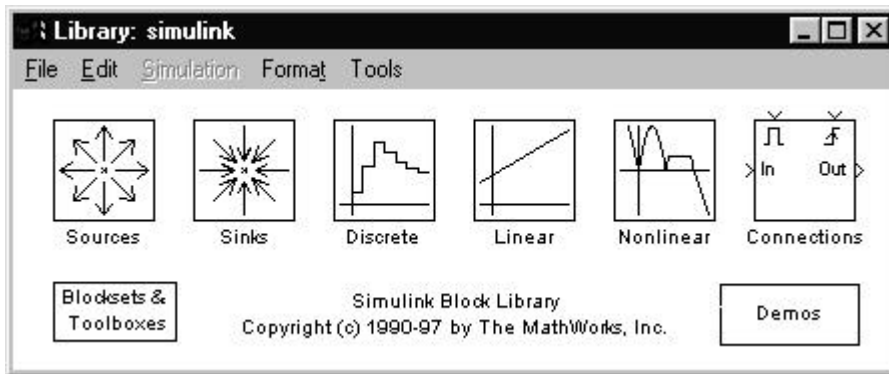 Library: simulink
File Edit Simulation Format Tools
In Out
Sources Sinks Discrete Linear Nonlinear Connections
Blocksets &
Toolboxes
Simulink Block Library
Copyright (c) 1990-97 by The MathWorks, Inc.
Demos